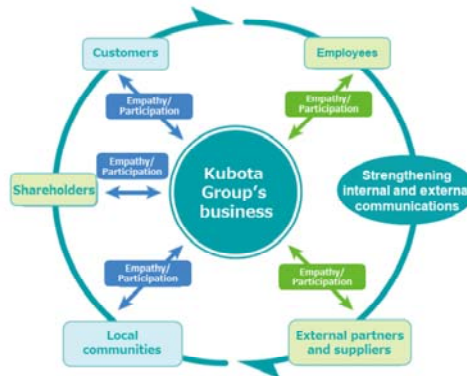 Customers
Employees
Empathy/
Participation
Empathy/
Participation
Shareholders
Empathy/
Participation
Kubota
Group's
business
Strengthening
internal and external
communications
Empathy/
Participation
Empathy/
Participation
Local
communities
External partners
and suppliers